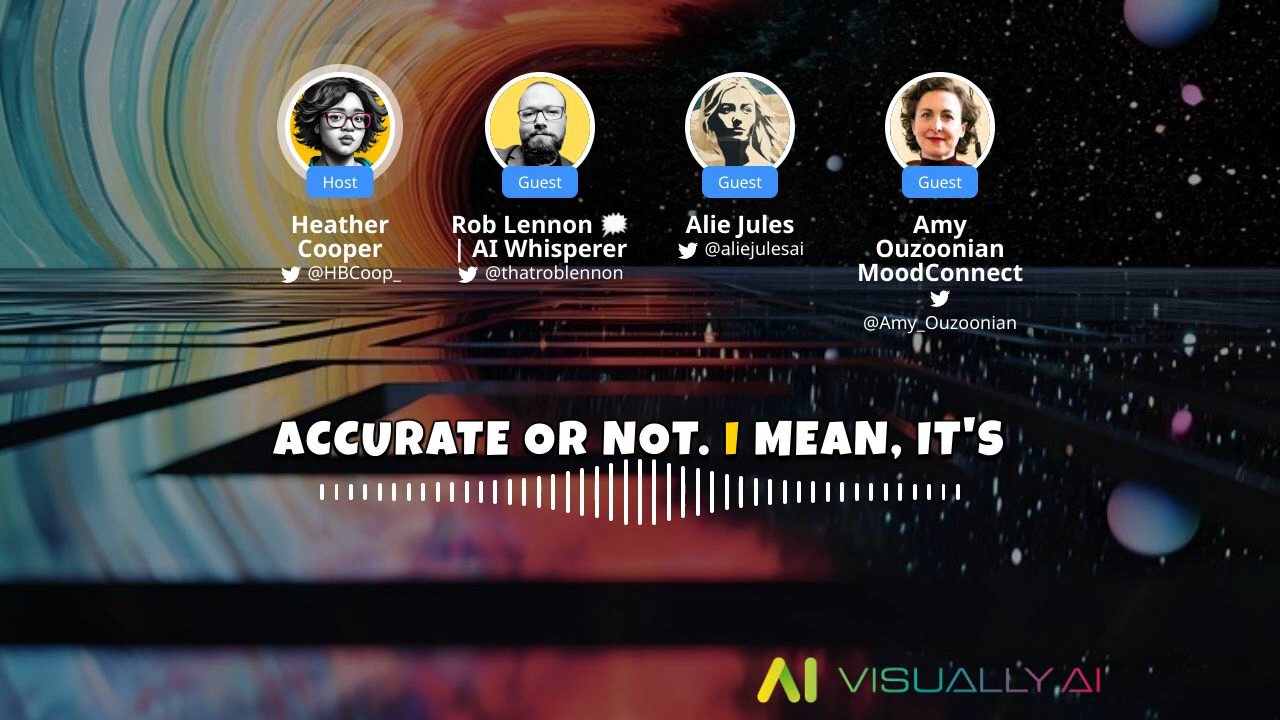 Host
Heather
Cooper
@HBCoop_
Guest
Rob Lennon
| AI Whisperer
@thatroblennon
Guest
Alie Jules
@aliejulesai
Guest
Amy
Ouzoonian
MoodConnect
@Amy_Ouzoonian
ACCURATE OR NOT. I MEAN, IT'S
AI VISUALLY AI